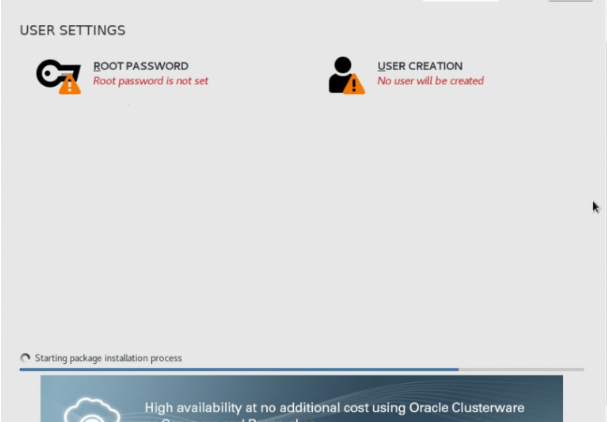 USER SETTINGS
ROOT PASSWORD
Root password is not set
USER CREATION
No user will be created
Starting package installation process
High availability at no additional cost using Oracle Clusterware